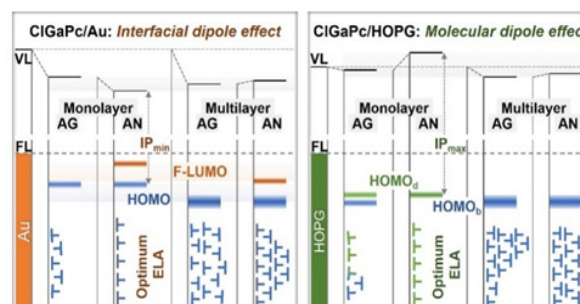 ClGaPc/Au: Interfacial dipole effect
VL
Monolayer
AG AN
Multilayer
AG AN
IPmin
FL
F-LUMO
HOMO
Au
Optimum
ELA
ClGaPc/HOPG: Molecular dipole effec
VL
Monolayer
AG AN
Multilayer
AG AN
IPmax
FL
HOMOd
HOMOb
HOPG
Optimum
ELA